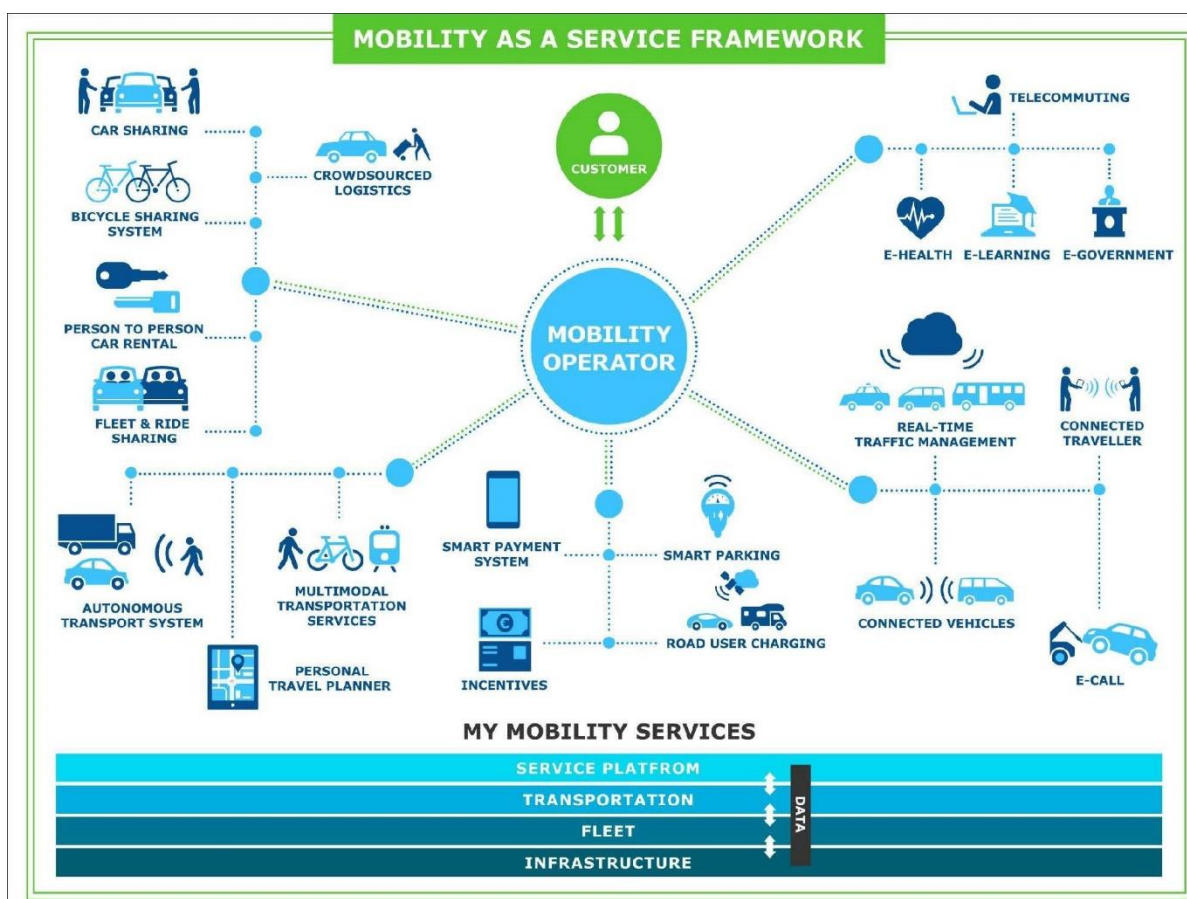 MOBILITY AS A SERVICE FRAMEWORK
CAR SHARING
CROWDSOURCED
LOGISTICS
BICYCLE SHARING
SYSTEM
PERSON TO PERSON
CAR RENTAL
FLEET & RIDE
SHARING
CUSTOMER
MOBILITY
OPERATOR
TELECOMMUTING
E-HEALTH
E-LEARNING
E-GOVERNMENT
REAL-TIME
TRAFFIC MANAGEMENT
CONNECTED
TRAVELLER
AUTONOMOUS
TRANSPORT SYSTEM
MULTIMODAL
TRANSPORTATION
SERVICES
PERSONAL
TRAVEL PLANNER
SMART PAYMENT
SYSTEM
SMART PARKING
€
INCENTIVES
ROAD USER CHARGING
CONNECTED VEHICLES
E-CALL
MY MOBILITY SERVICES
SERVICE PLATFROM
TRANSPORTATION
FLEET
INFRASTRUCTURE
DATA